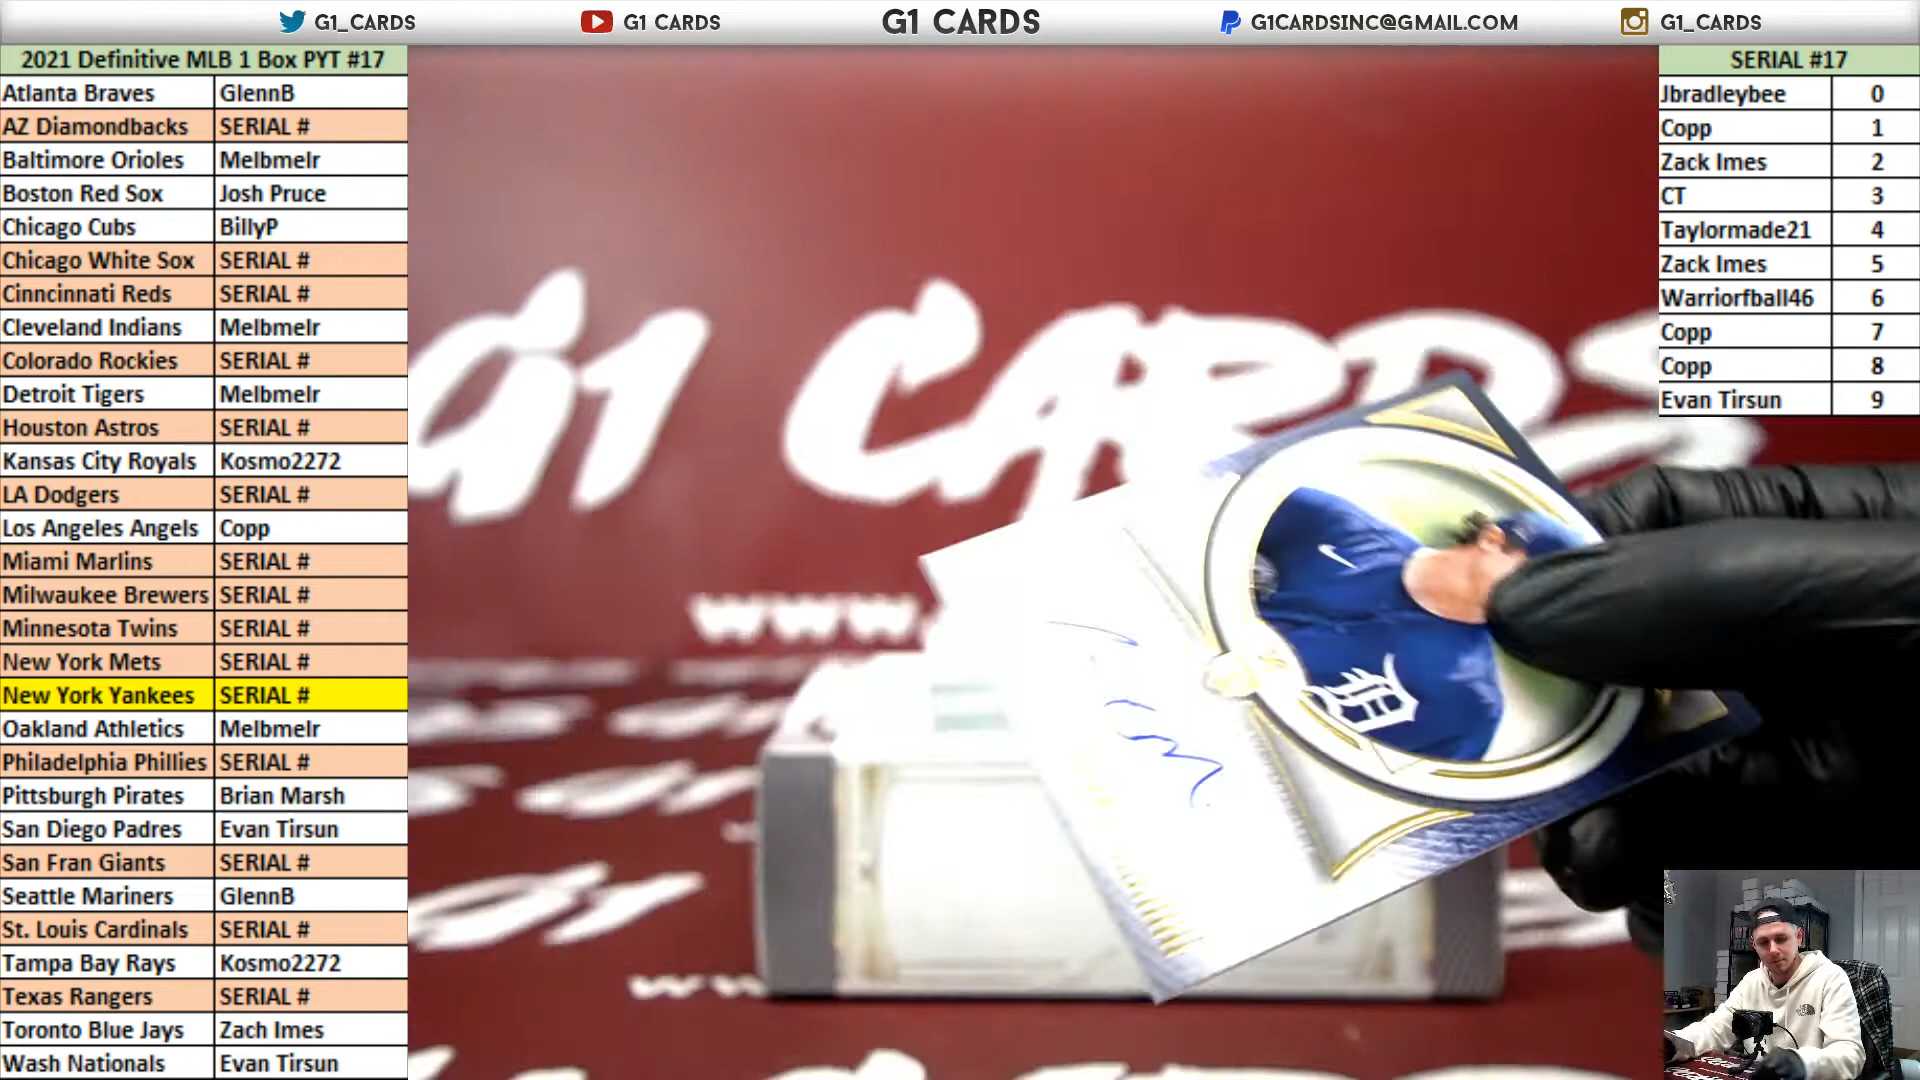 G1_CARDS
G1 CARDS
G1 CARDS
G1CARDSINC@GMAIL.COM
G1_CARDS
2021 Definitive MLB 1 Box PYT #17
Atlanta Braves GlennB
AZ Diamondbacks SERIAL #
Baltimore Orioles Melbmelr
Boston Red Sox Josh Pruce
Chicago Cubs BillyP
Chicago White Sox SERIAL #
Cinncinnati Reds SERIAL #
Cleveland Indians Melbmelr
Colorado Rockies SERIAL #
Detroit Tigers Melbmelr
Houston Astros SERIAL #
Kansas City Royals Kosmo2272
LA Dodgers SERIAL #
Los Angeles Angels Copp
Miami Marlins SERIAL #
Milwaukee Brewers SERIAL #
Minnesota Twins SERIAL #
New York Mets SERIAL #
New York Yankees SERIAL #
Oakland Athletics Melbmelr
Philadelphia Phillies SERIAL #
Pittsburgh Pirates Brian Marsh
San Diego Padres Evan Tirsun
San Fran Giants SERIAL #
Seattle Mariners GlennB
St. Louis Cardinals SERIAL #
Tampa Bay Rays Kosmo2272
Texas Rangers SERIAL #
Toronto Blue Jays Zach Imes
Wash Nationals Evan Tirsun
G1 CARDS
www.
D
SERIAL #17
Jbradleybee 0
Copp 1
Zack Imes 2
CT 3
Taylormade21 4
Zack Imes 5
Warriorfball46 6
Copp 7
Copp 8
Evan Tirsun 9